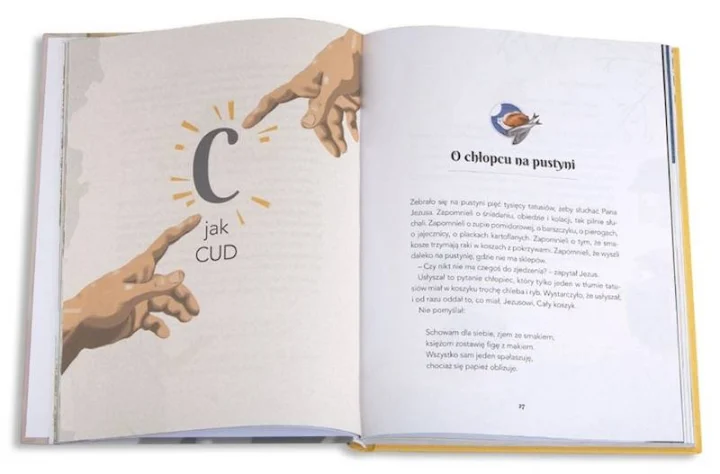 C
jak
CUD
O chłopcu na pustyni
Zebrało się na pustyni pięć tysięcy tatusiów, żeby słuchać Pana
Jezusa. Zapomnieli o śniadaniu, obiedzie i kolacji, tak pilnie słu-
chali. Zapomnieli o zupie pomidorowej, o barszczyku, o pierogach,
o jajecznicy, o plackach kartoflanych. Zapomnieli o tym, że sma-
kosze trzymają raki w koszach z pokrzywami. Zapomnieli, że wyszli
daleko na pustynię, gdzie nie ma sklepów.
– Czy nikt nie ma czegoś do zjedzenia? – zapytał Jezus.
Usłyszał to pytanie chłopiec, który tylko jeden w tłumie tatu-
siów miał w koszyku trochę chleba i ryb. Wystarczyło, że usłyszał,
i od razu oddał to, co miał, Jezusowi. Cały koszyk.
Nie pomyślał:
Schowam dla siebie, zjem ze smakiem,
księżom zostawię figę z makiem.
Wszystko sam jeden spałaszuję,
chociaż się papież oblizuje.
27